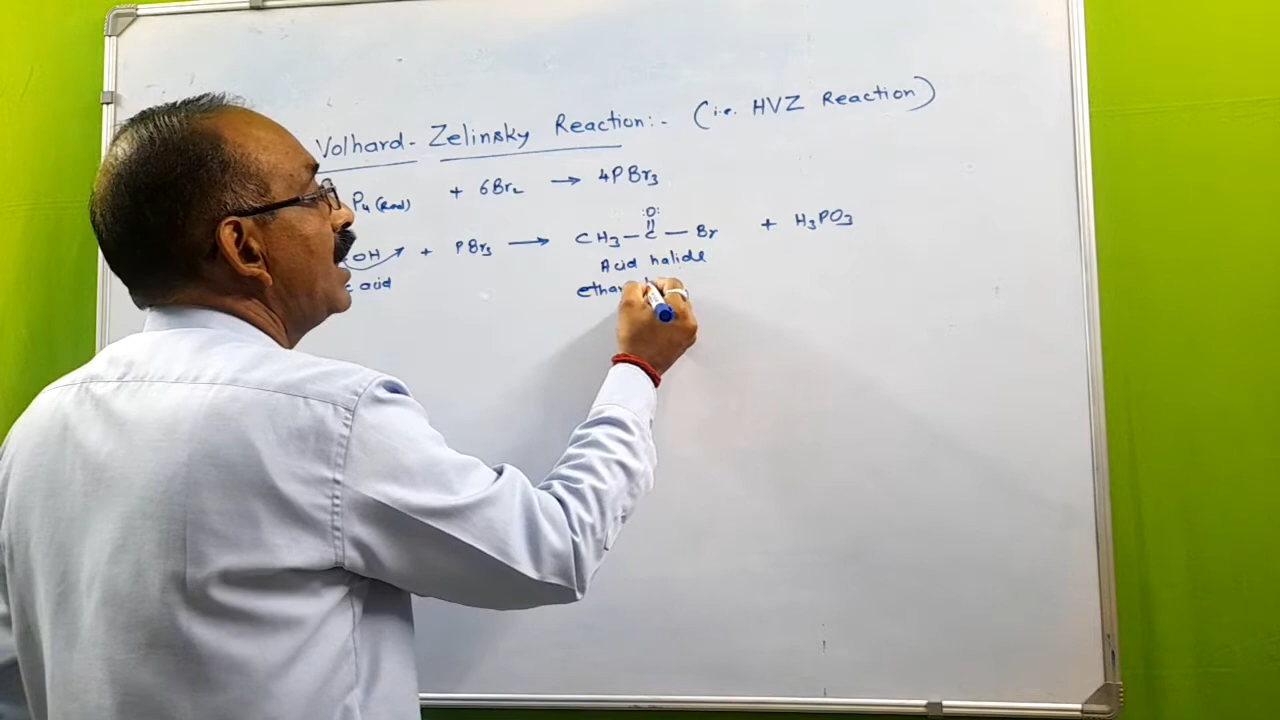 Volhard-Zelinsky Reaction:- (i.e. HVZ Reaction)
P₄ (Red) + 6Br₂ → 4PBr₃
:O:
||
OH + PBr₃ → CH₃ — C — Br + H₃PO₃
acid Acid halide